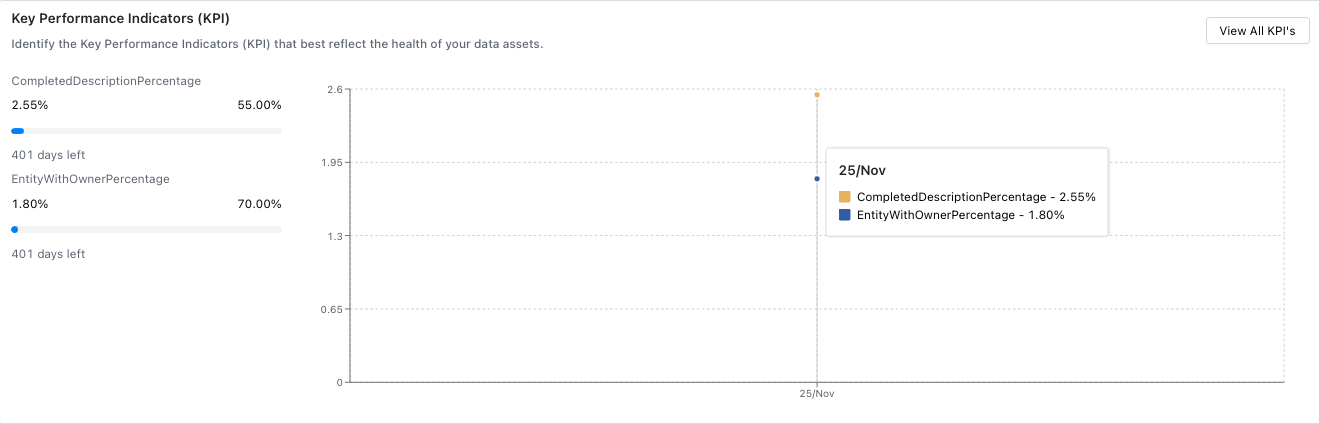 Key Performance Indicators (KPI)
Identify the Key Performance Indicators (KPI) that best reflect the health of your data assets.
View All KPI's
CompletedDescriptionPercentage
2.55% 55.00%
401 days left
EntityWithOwnerPercentage
1.80% 70.00%
401 days left
2.6
1.95
1.3
0.65
0
25/Nov
25/Nov
CompletedDescriptionPercentage - 2.55%
EntityWithOwnerPercentage - 1.80%